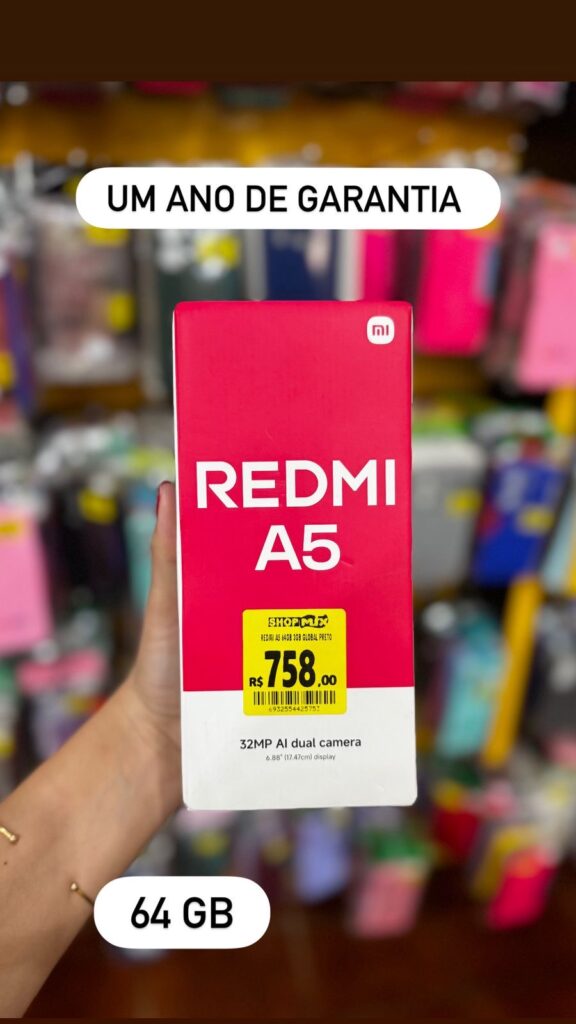 UM ANO DE GARANTIA
mi
REDMI
A5
SHOP MIX
REDMI A5 64GB 3GB GLOBAL PRETO
R$ 758,00
6932554425753
32MP AI dual camera
6.88" (17.47cm) display
64 GB